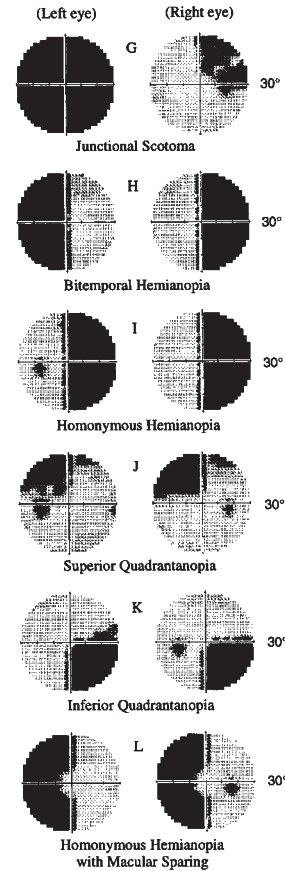 (Left eye) (Right eye)
G
30°
Junctional Scotoma
H
Bitemporal Hemianopia
I
30°
Homonymous Hemianopia
J
30°
Superior Quadrantanopia
K
30°
Inferior Quadrantanopia
L
30°
Homonymous Hemianopia
with Macular Sparing